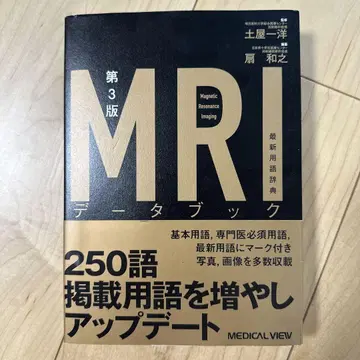 土屋一洋
扇 和之
第3版
MRI
Magnetic
Resonance
Imaging
最新用語辞典
データブック
基本用語，専門医必須用語，
最新用語にマーク付き
写真，画像を多数収載
250語
掲載用語を増やし
アップデート
MEDICAL VIEW